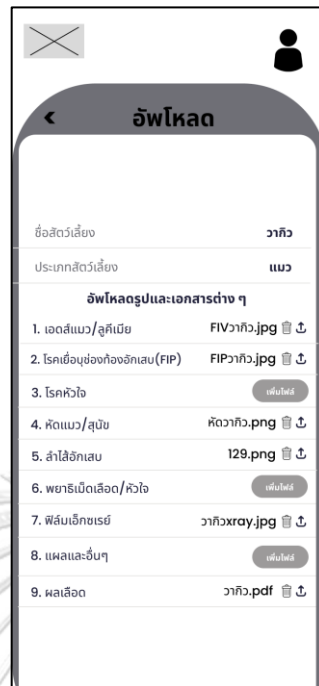 อัพโหลด
ชื่อสัตว์เลี้ยง วากิว
ประเภทสัตว์เลี้ยง แมว
อัพโหลดรูปและเอกสารต่าง ๆ
1. เอดส์แมว/ลูคีเมีย FIVวากิว.jpg
2. โรคเยื่อบุช่องท้องอักเสบ(FIP) FIPวากิว.jpg
3. โรคหัวใจ เพิ่มไฟล์
4. หัดแมว/สุนัข หัดวากิว.png
5. ลำไส้อักเสบ 129.png
6. พยาธิเม็ดเลือด/หัวใจ เพิ่มไฟล์
7. ฟิล์มเอ็กซเรย์ วากิวxray.jpg
8. แผลและอื่นๆ เพิ่มไฟล์
9. ผลเลือด วากิว.pdf